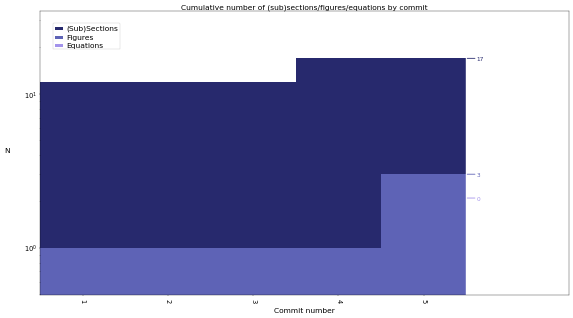 Cumulative number of (sub)sections/figures/equations by commit
(Sub)Sections
Figures
Equations
17
10¹
N
3
0
10⁰
1
2
3
4
5
Commit number